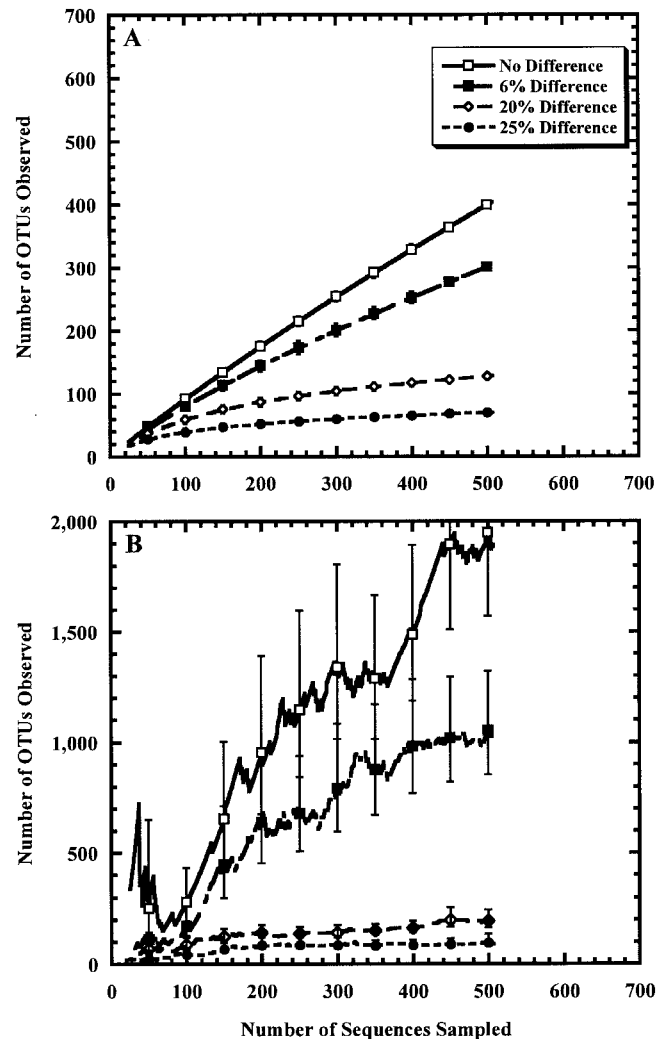 A
No Difference
6% Difference
20% Difference
25% Difference
Number of OTUs Observed
700
600
500
400
300
200
100
0
0 100 200 300 400 500 600 700
B
Number of OTUs Observed
2,000
1,500
1,000
500
0
0 100 200 300 400 500 600 700
Number of Sequences Sampled